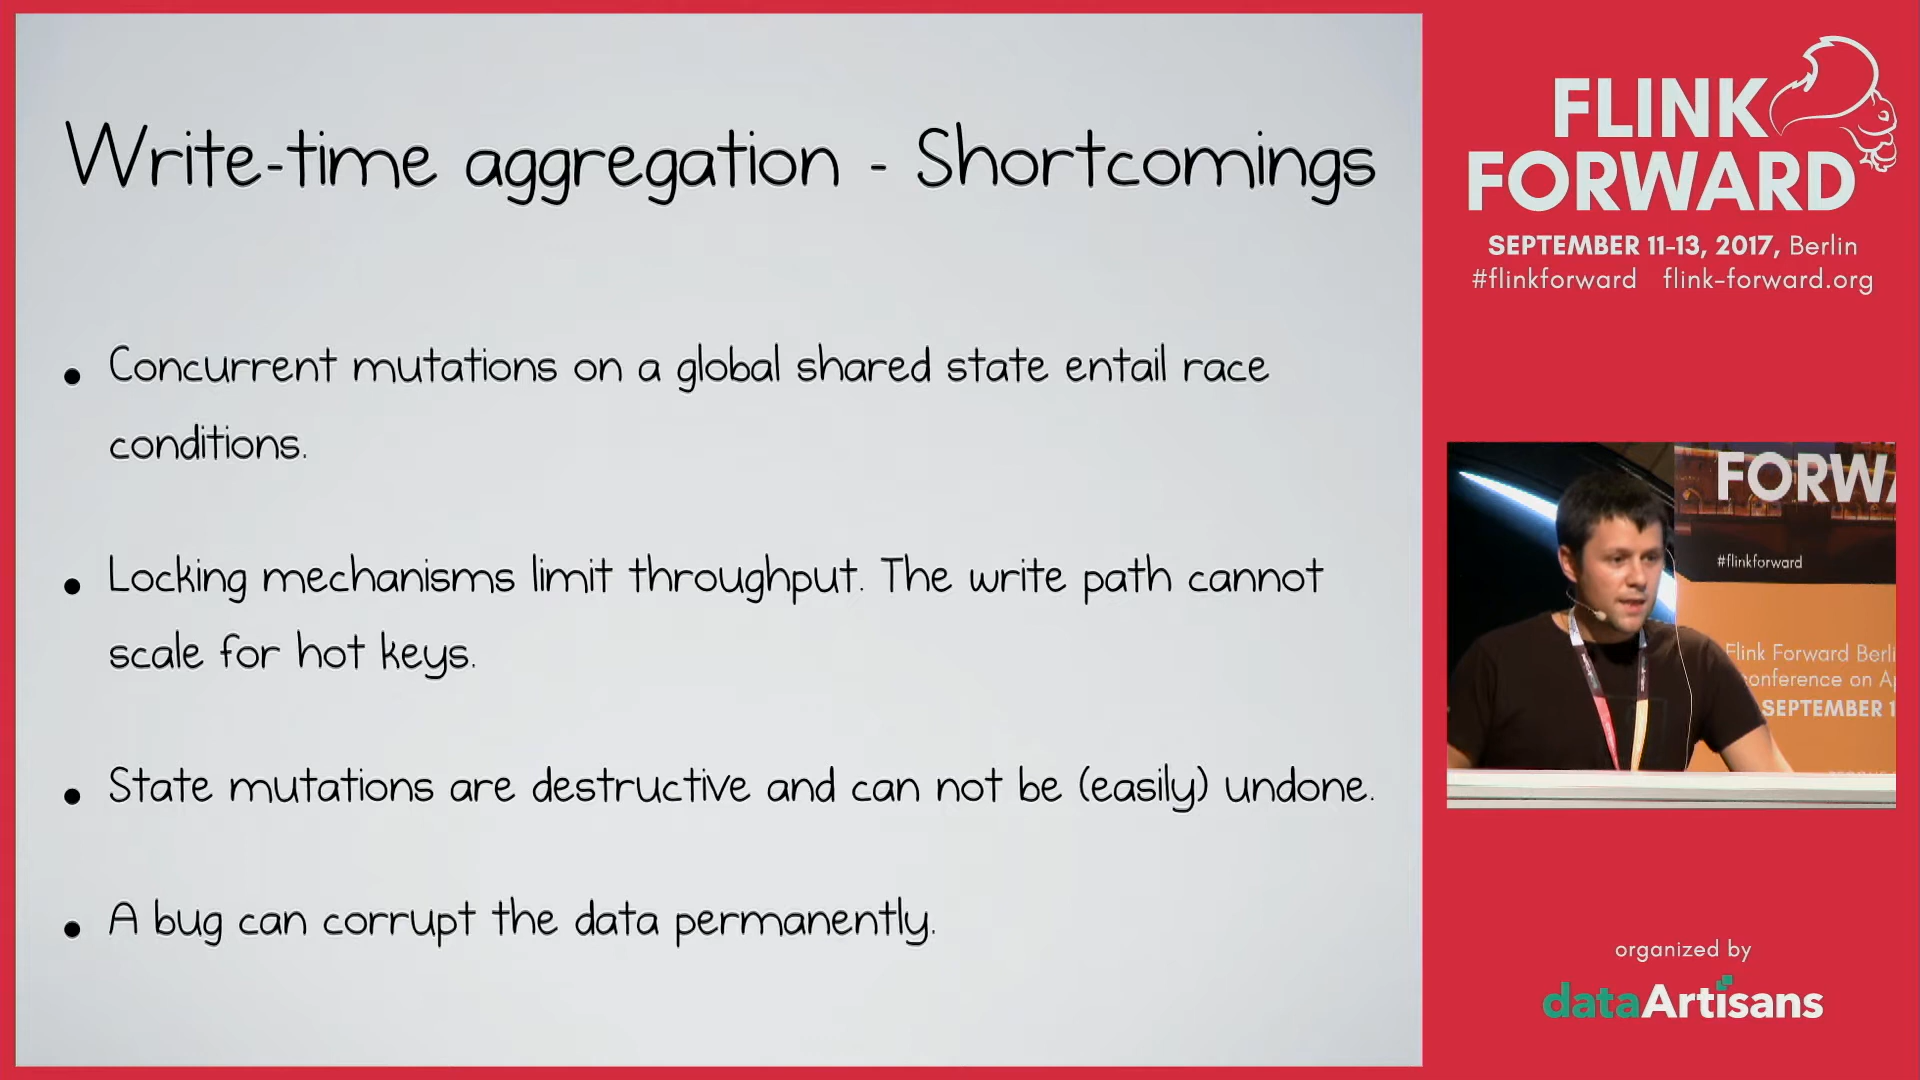 Write-time aggregation - Shortcomings
• Concurrent mutations on a global shared state entail race
conditions.
• Locking mechanisms limit throughput. The write path cannot
scale for hot keys.
• State mutations are destructive and can not be (easily) undone.
• A bug can corrupt the data permanently.
FLINK
FORWARD
SEPTEMBER 11-13, 2017, Berlin
#flinkforward flink-forward.org
FORWA
#flinkforward
Flink Forward Berli
conference on A
SEPTEMBER 1
organized by
dataArtisans